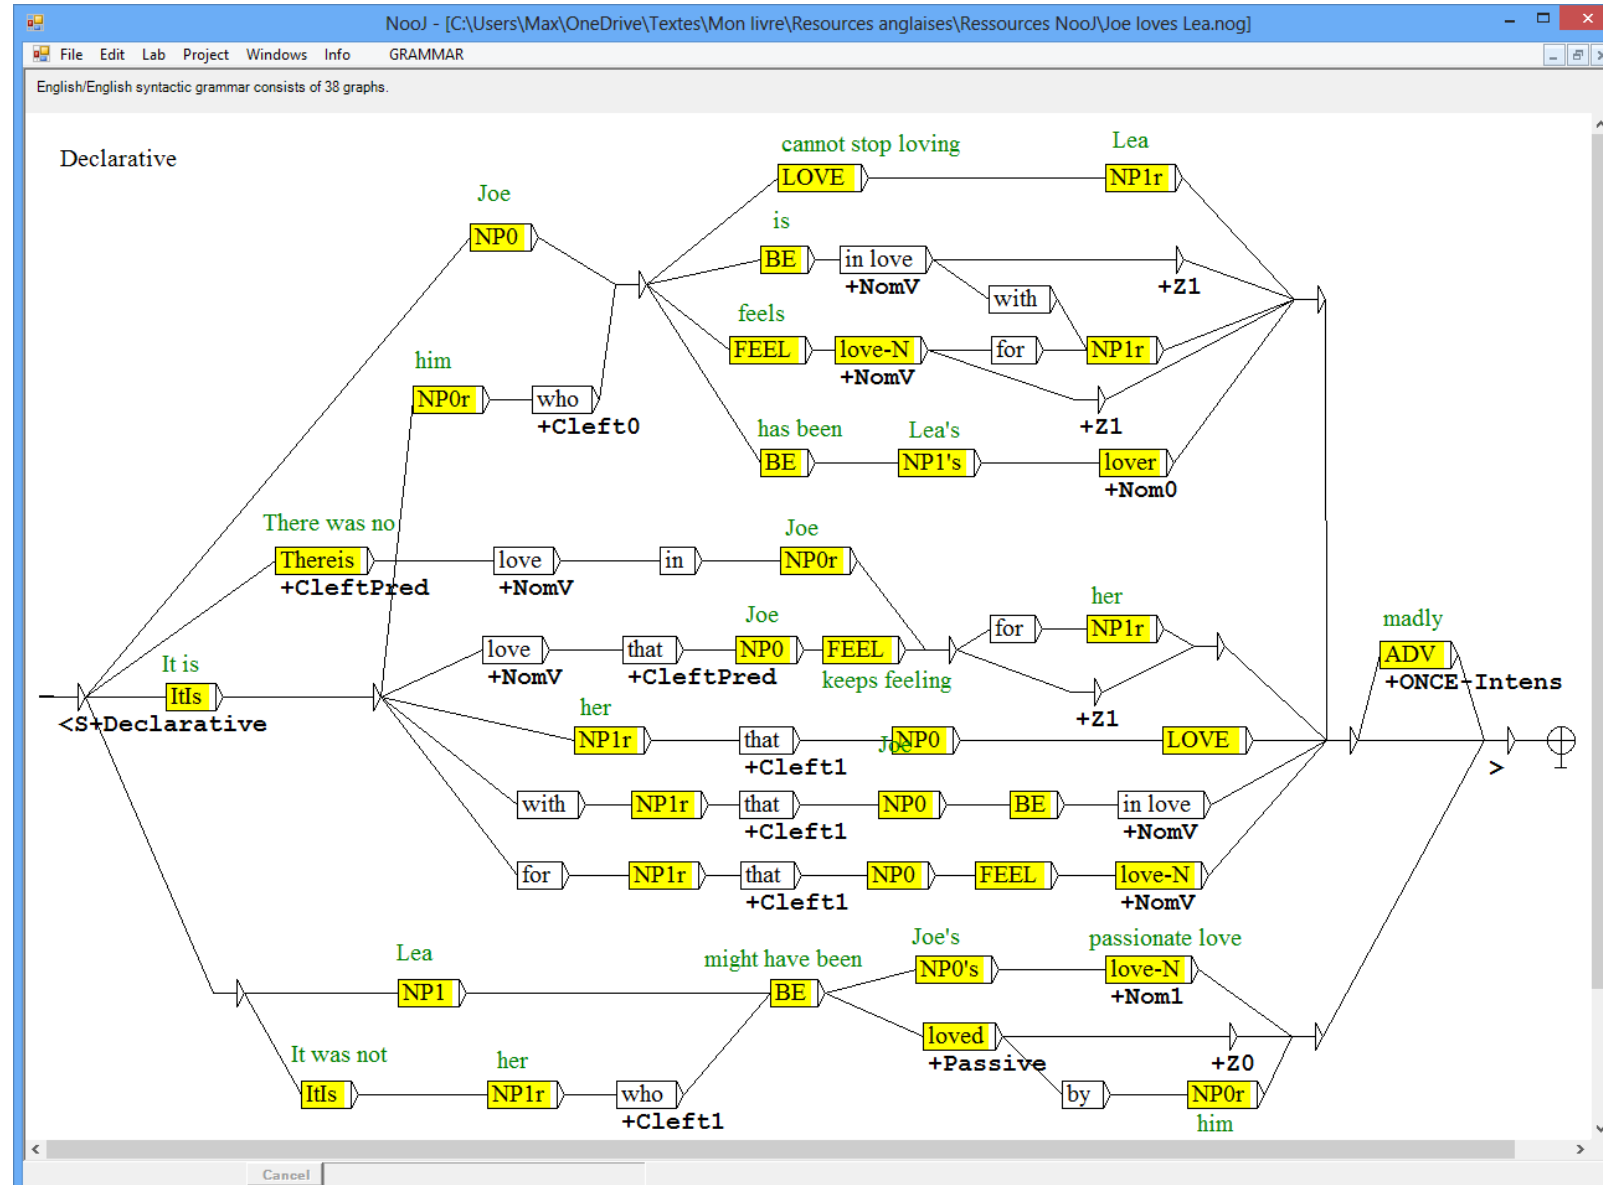 NooJ - [C:\Users\Max\OneDrive\Textes\Mon livre\Resources anglaises\Ressources NooJ\Joe loves Lea.nog]
File Edit Lab Project Windows Info GRAMMAR
English/English syntactic grammar consists of 38 graphs.
Declarative
cannot stop loving Lea
LOVE NP1r
Joe
NP0
is
BE in love +NomV
with
+Z1
feels
FEEL love-N +NomV
for NP1r
+Z1
him
NP0r who
+Cleft0
has been Lea's
BE NP1's lover
+Nom0
There was no Joe
Thereis love in NP0r
+CleftPred +NomV
Joe her
love that NP0 FEEL for NP1r
+NomV +CleftPred keeps feeling
+Z1
madly
ADV
+ONCE-Intens
It is
ItIs
<S+Declarative
her
NP1r that Joe NP0 LOVE
+Cleft1
>
with NP1r that NP0 BE in love
+Cleft1 +NomV
for NP1r that NP0 FEEL love-N
+Cleft1 +NomV
Lea might have been Joe's passionate love
NP1 BE NP0's love-N
+Nom1
loved
+Passive +Z0
It was not her
ItIs NP1r who by NP0r
+Cleft1 him
Cancel